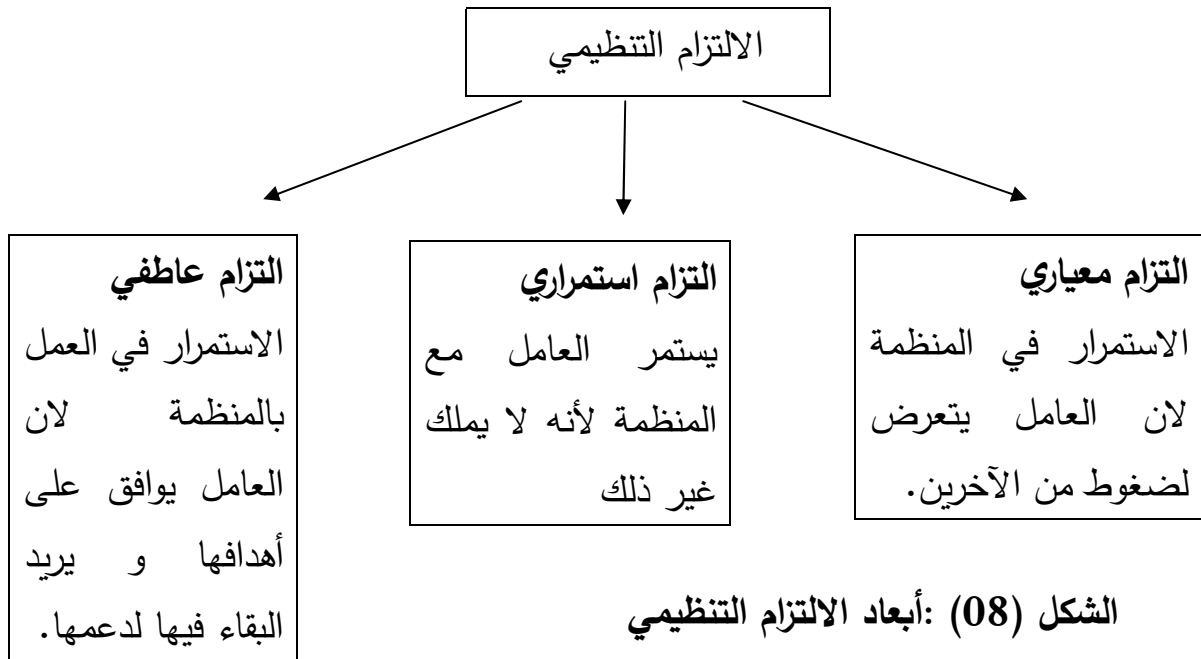 الالتزام التنظيمي
التزام معياري
الاستمرار في المنظمة
لان العامل يتعرض
لضغوط من الآخرين.
التزام استمراري
يستمر العامل مع
المنظمة لأنه لا يملك
غير ذلك
التزام عاطفي
الاستمرار في العمل
بالمنظمة لان
العامل يوافق على
أهدافها و يريد
البقاء فيها لدعمها.
الشكل (08) :أبعاد الالتزام التنظيمي